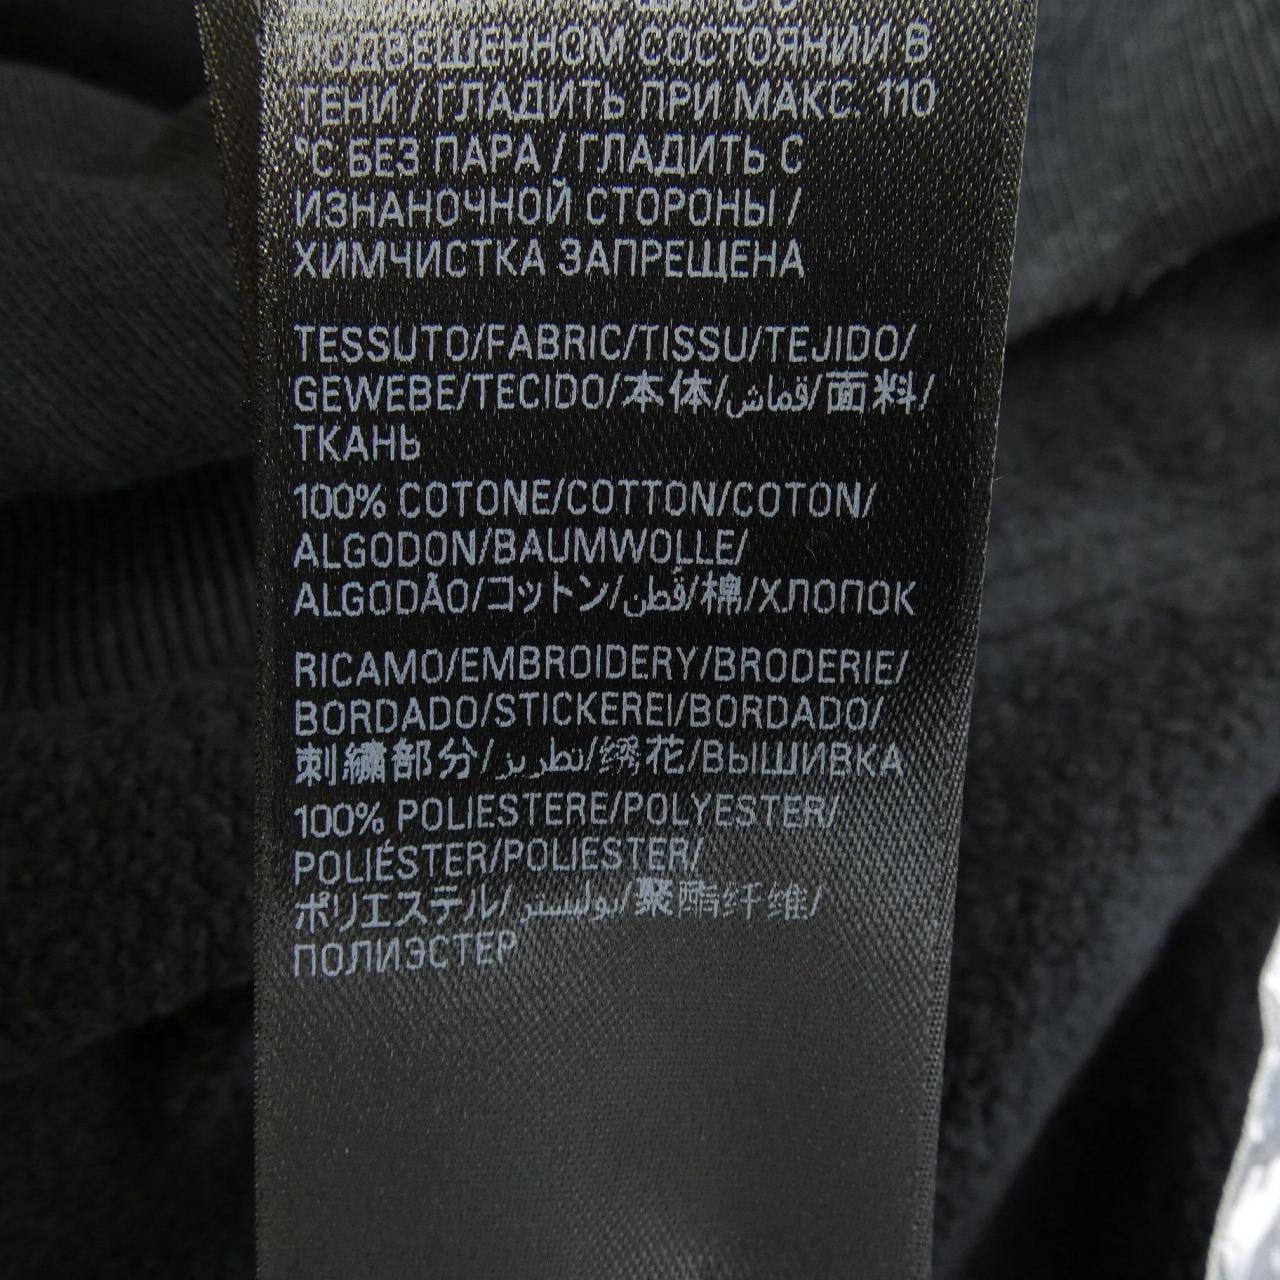 ПОДВЕШЕННОМ СОСТОЯНИИ В
ТЕНИ / ГЛАДИТЬ ПРИ МАКС. 110
°C БЕЗ ПАРА / ГЛАДИТЬ С
ИЗНАНОЧНОЙ СТОРОНЫ /
ХИМЧИСТКА ЗАПРЕЩЕНА
TESSUTO/FABRIC/TISSU/TEJIDO/
GEWEBE/TECIDO/本体/قماش/面料/
ТКАНЬ
100% COTONE/COTTON/COTON/
ALGODON/BAUMWOLLE/
ALGODÃO/コットン/قطن/棉/ХЛОПОК
RICAMO/EMBROIDERY/BRODERIE/
BORDADO/STICKEREI/BORDADO/
刺繍部分/تطريز/绣花/ВЫШИВКА
100% POLIESTERE/POLYESTER/
POLIÉSTER/POLIESTER/
ポリエステル/بوليستر/聚酯纤维/
ПОЛИЭСТЕР